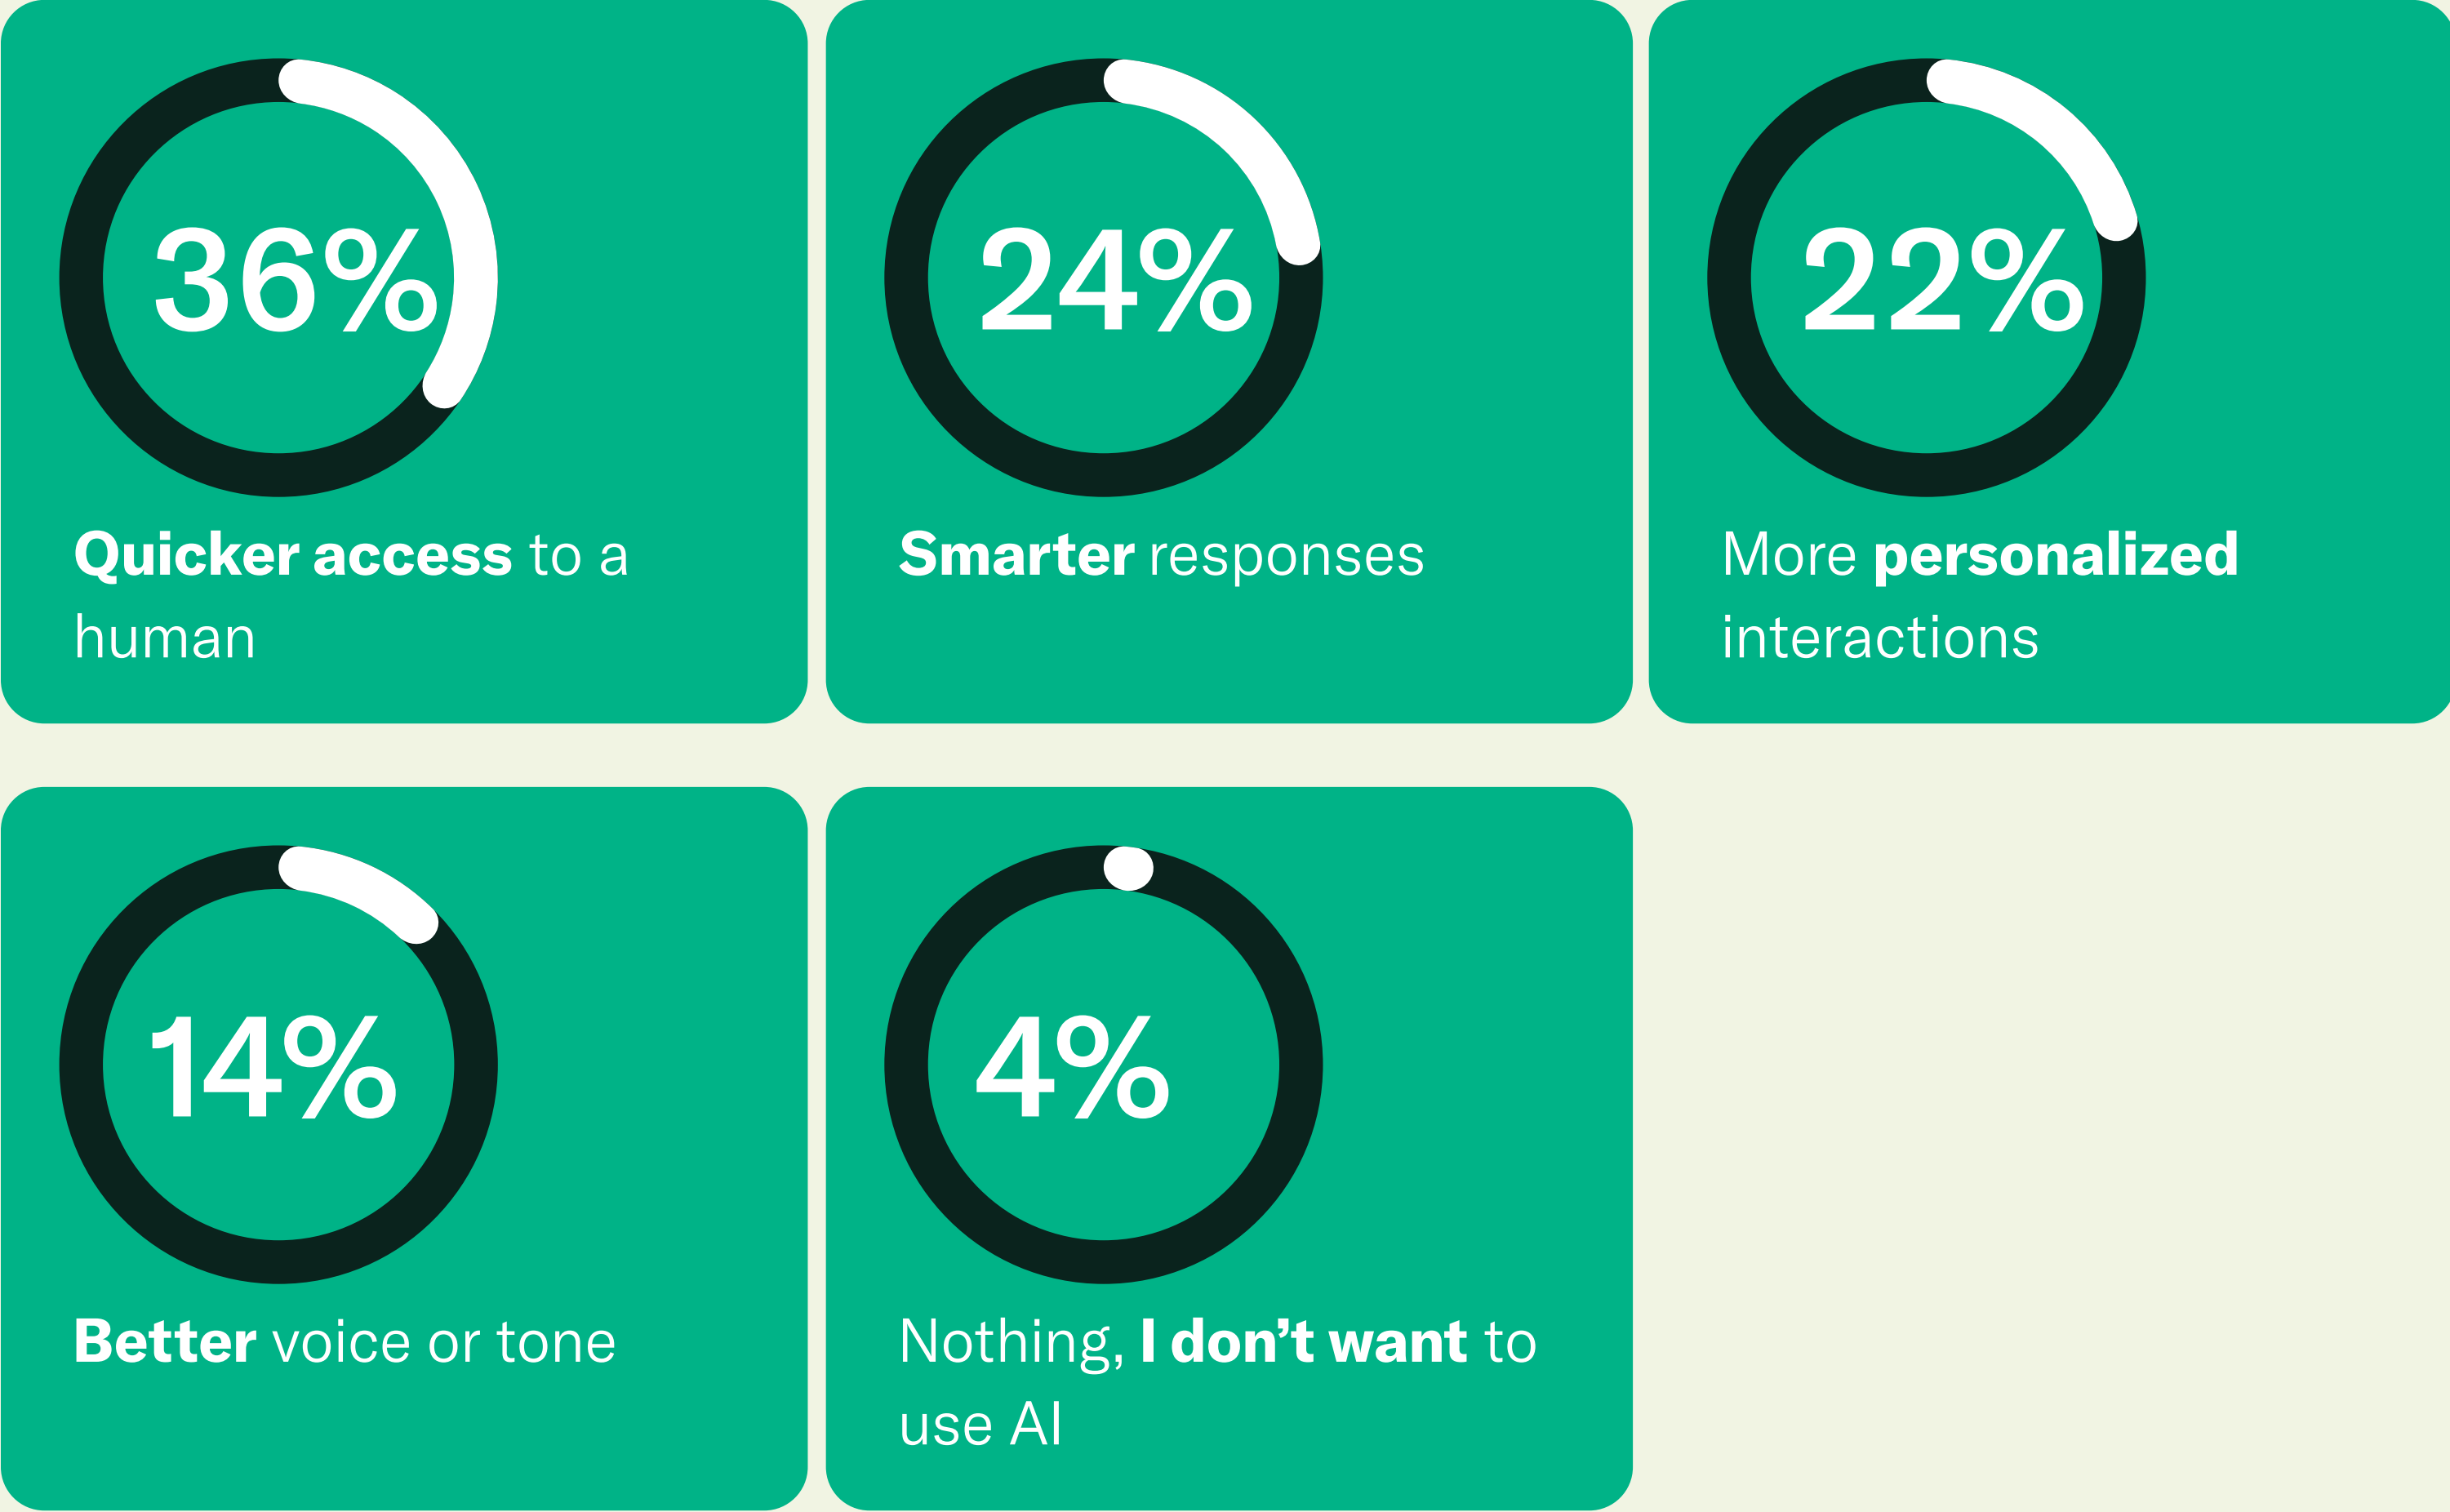 36%
Quicker access to a
human
24%
Smarter responses
22%
More personalized
interactions
14%
Better voice or tone
4%
Nothing, I don't want to
use AI